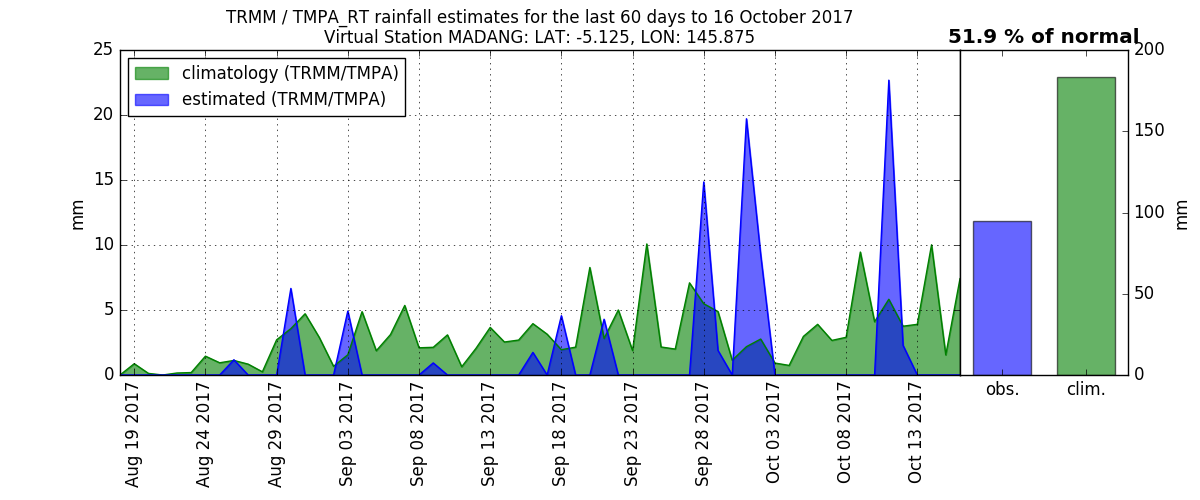 TRMM / TMPA_RT rainfall estimates for the last 60 days to 16 October 2017
Virtual Station MADANG: LAT: -5.125, LON: 145.875
51.9 % of normal
climatology (TRMM/TMPA)
estimated (TRMM/TMPA)
25
20
15
10
5
0
mm
Aug 19 2017
Aug 24 2017
Aug 29 2017
Sep 03 2017
Sep 08 2017
Sep 13 2017
Sep 18 2017
Sep 23 2017
Sep 28 2017
Oct 03 2017
Oct 08 2017
Oct 13 2017
200
150
100
50
0
mm
obs.
clim.